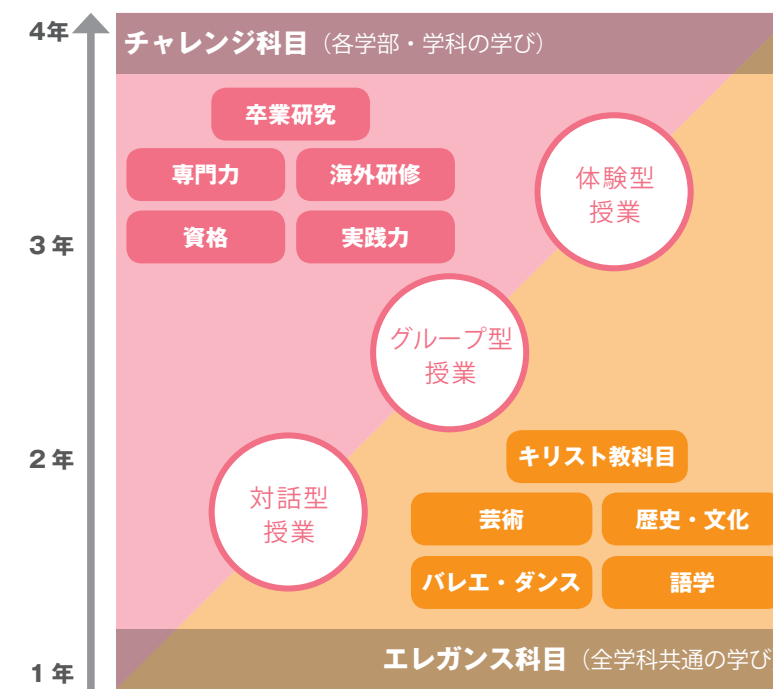 4年
チャレンジ科目（各学部・学科の学び）
卒業研究
専門力
海外研修
資格
実践力
体験型
授業
3年
グループ型
授業
2年
対話型
授業
キリスト教科目
芸術
歴史・文化
バレエ・ダンス
語学
エレガンス科目（全学科共通の学び
1年